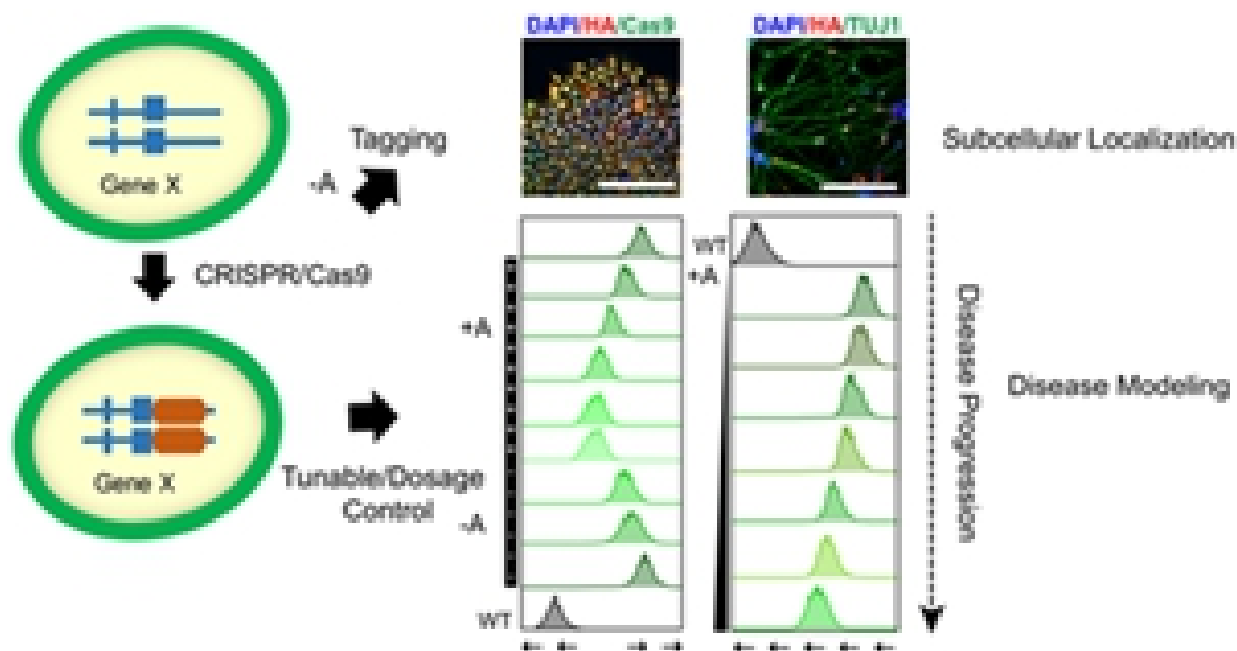 DAPI/HA/Cas9
DAPI/HA/TUJ1
Tagging
Subcellular Localization
Gene X
-A
CRISPR/Cas9
WT
+A
+A
Disease Progression
Disease Modeling
Gene X
Tunable/Dosage
Control
-A
WT